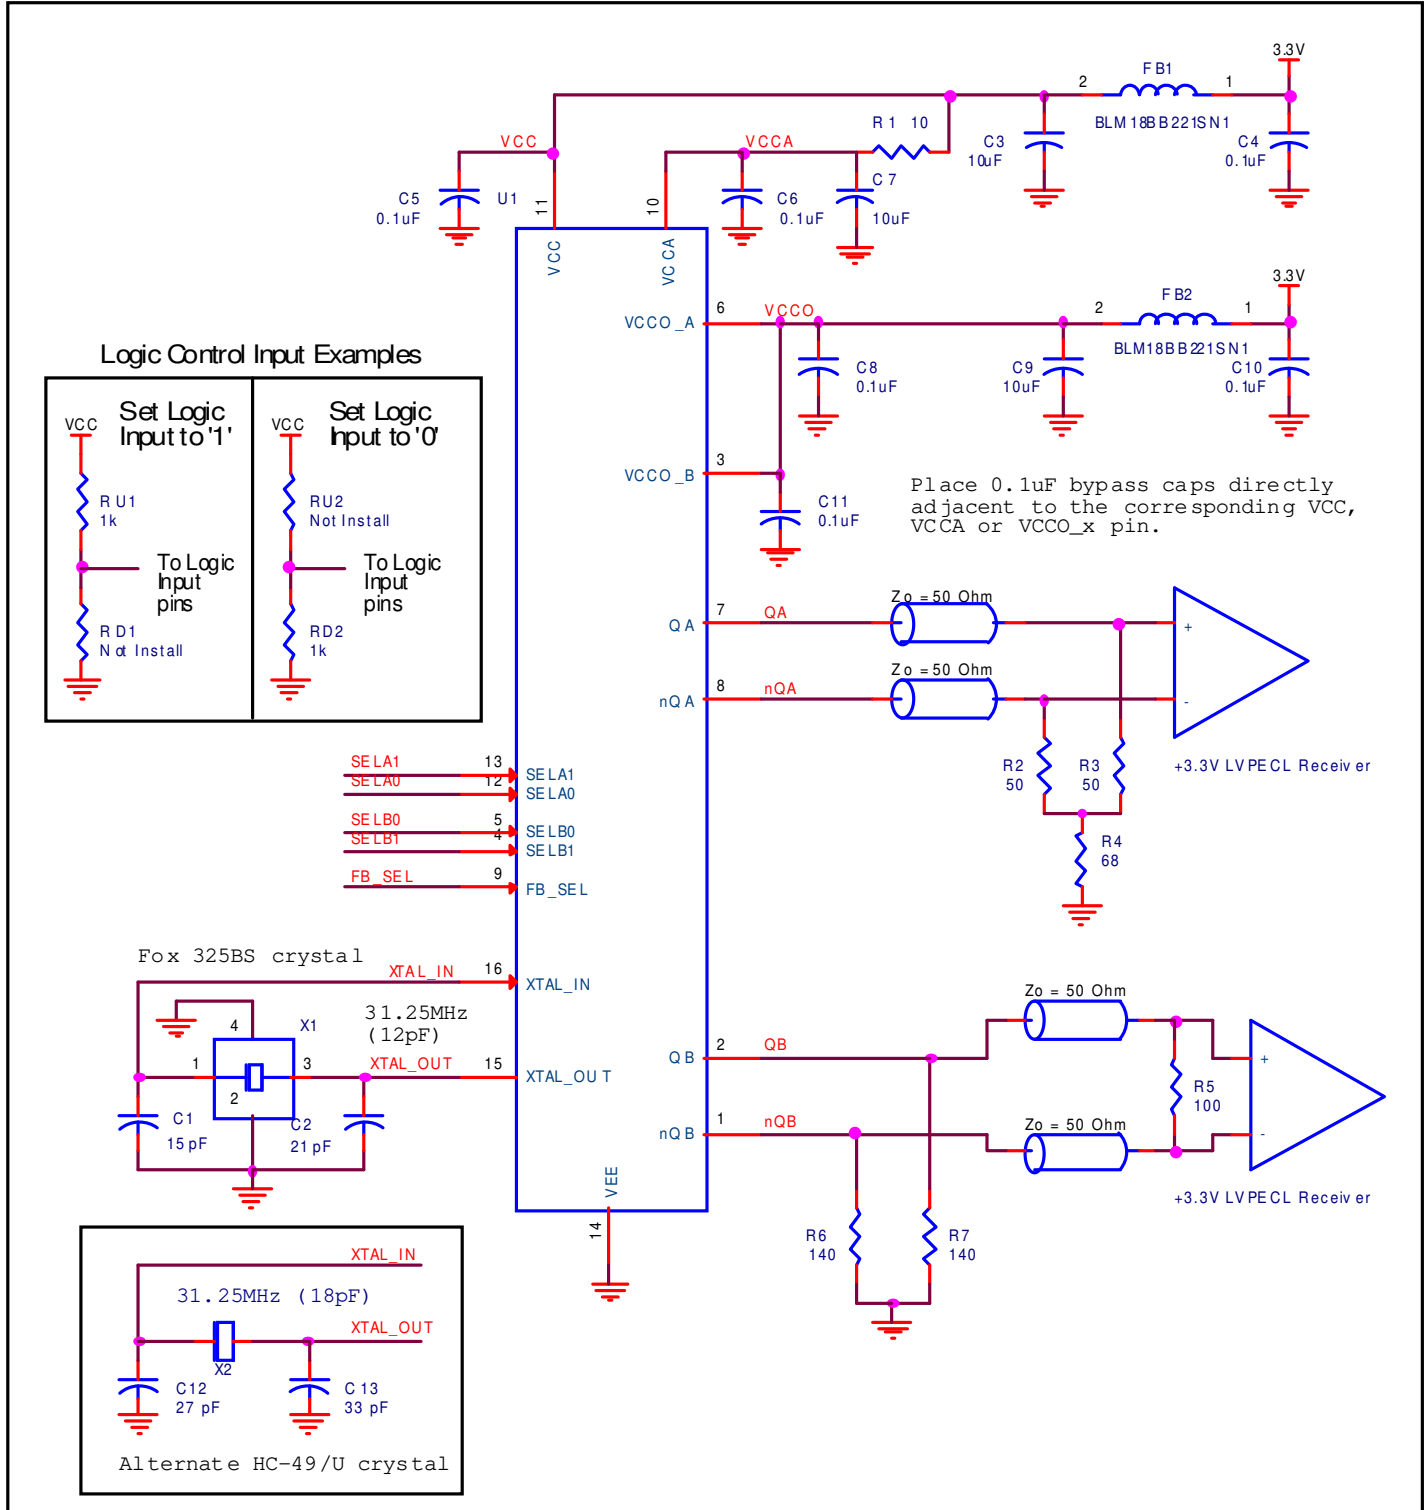 3.3V
FB1
2
1
BLM18BB221SN1
R1 10
VCC
VCCA
C3
10uF
C4
0.1uF
C5
0.1uF
U1
11
10
C6
0.1uF
C7
10uF
VCC
VCCA
3.3V
FB2
6
VCCO
2
1
VCCO_A
BLM18BB221SN1
C8
0.1uF
C9
10uF
C10
0.1uF
Logic Control Input Examples
VCC
Set Logic
Input to '1'
VCC
Set Logic
Input to '0'
RU1
1k
RU2
Not Install
To Logic
Input
pins
To Logic
Input
pins
RD1
Not Install
RD2
1k
3
VCCO_B
C11
0.1uF
Place 0.1uF bypass caps directly
adjacent to the corresponding VCC,
VCCA or VCCO_x pin.
7
QA
Zo = 50 Ohm
QA
+
8
nQA
Zo = 50 Ohm
nQA
-
R2
50
R3
50
+3.3V LVPECL Receiver
R4
68
SELA1
13
SELA1
SELA0
12
SELA0
SELB0
5
SELB0
SELB1
4
SELB1
FB_SEL
9
FB_SEL
Fox 325BS crystal
XTAL_IN
16
XTAL_IN
31.25MHz
(12pF)
4
X1
1
3
2
XTAL_OUT
15
XTAL_OUT
C1
15pF
C2
21pF
Zo = 50 Ohm
2
QB
QB
+
R5
100
1
nQB
nQB
Zo = 50 Ohm
-
+3.3V LVPECL Receiver
VEE
14
R6
140
R7
140
XTAL_IN
31.25MHz (18pF)
XTAL_OUT
X2
C12
27 pF
C13
33 pF
Alternate HC-49/U crystal